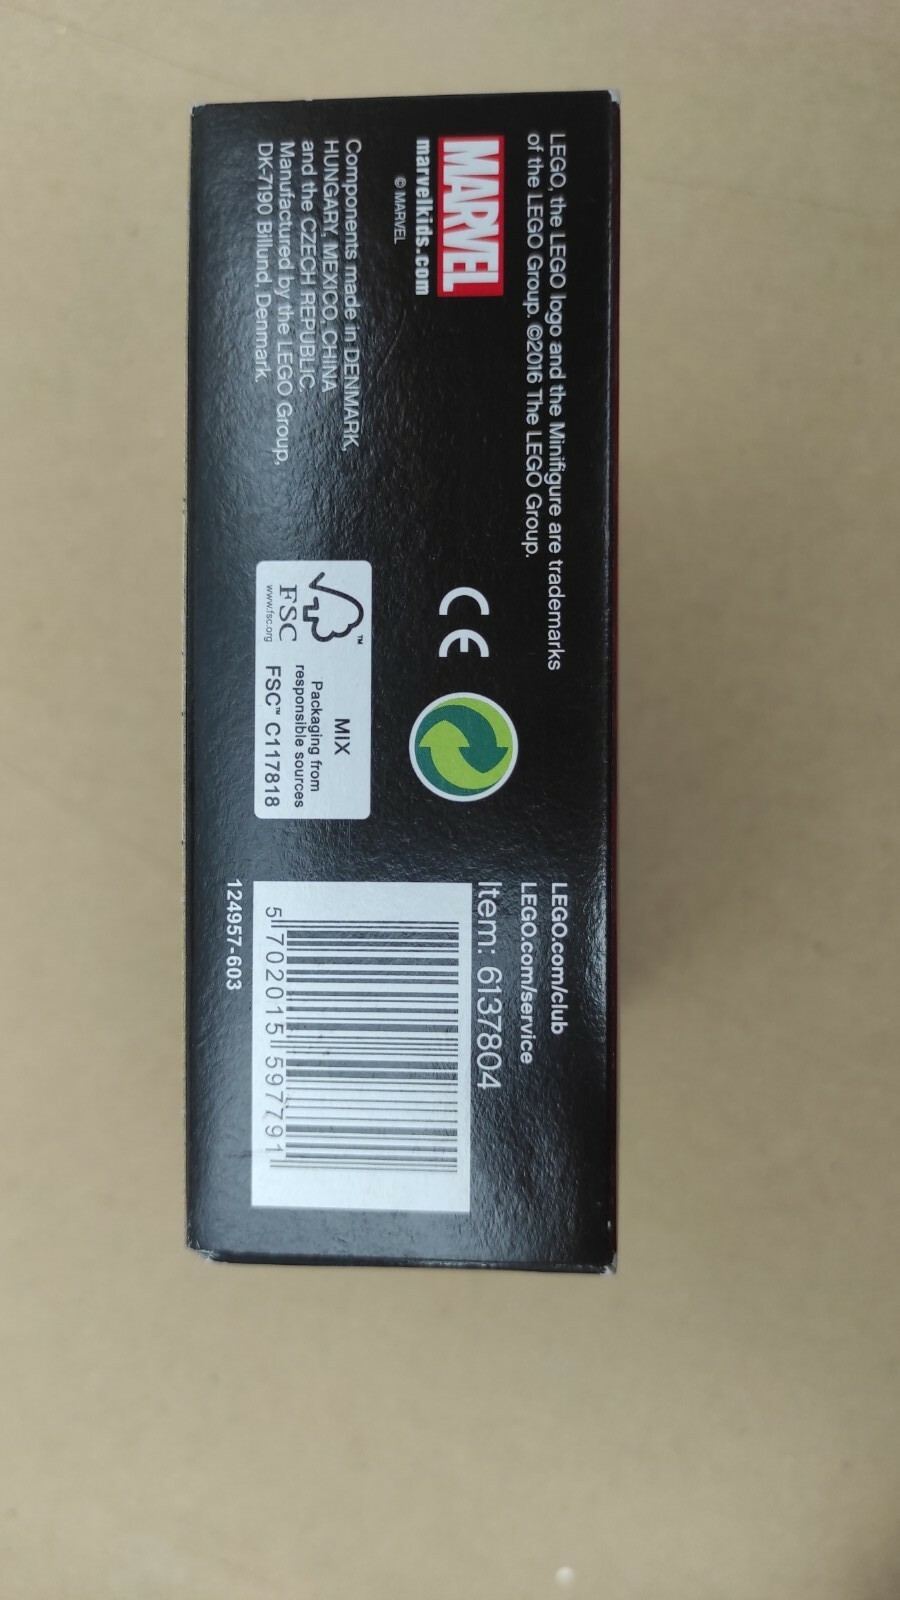 LEGO, the LEGO logo and the Minifigure are trademarks
of the LEGO Group. ©2016 The LEGO Group.
MARVEL
marvelkids.com
© MARVEL
Components made in DENMARK,
HUNGARY, MEXICO, CHINA
and the CZECH REPUBLIC.
Manufactured by the LEGO Group,
DK-7190 Billund, Denmark.
CE
™
FSC
www.fsc.org
MIX
Packaging from
responsible sources
FSC™ C117818
LEGO.com/club
LEGO.com/service
Item: 6137804
5 702015 597791
124957-603